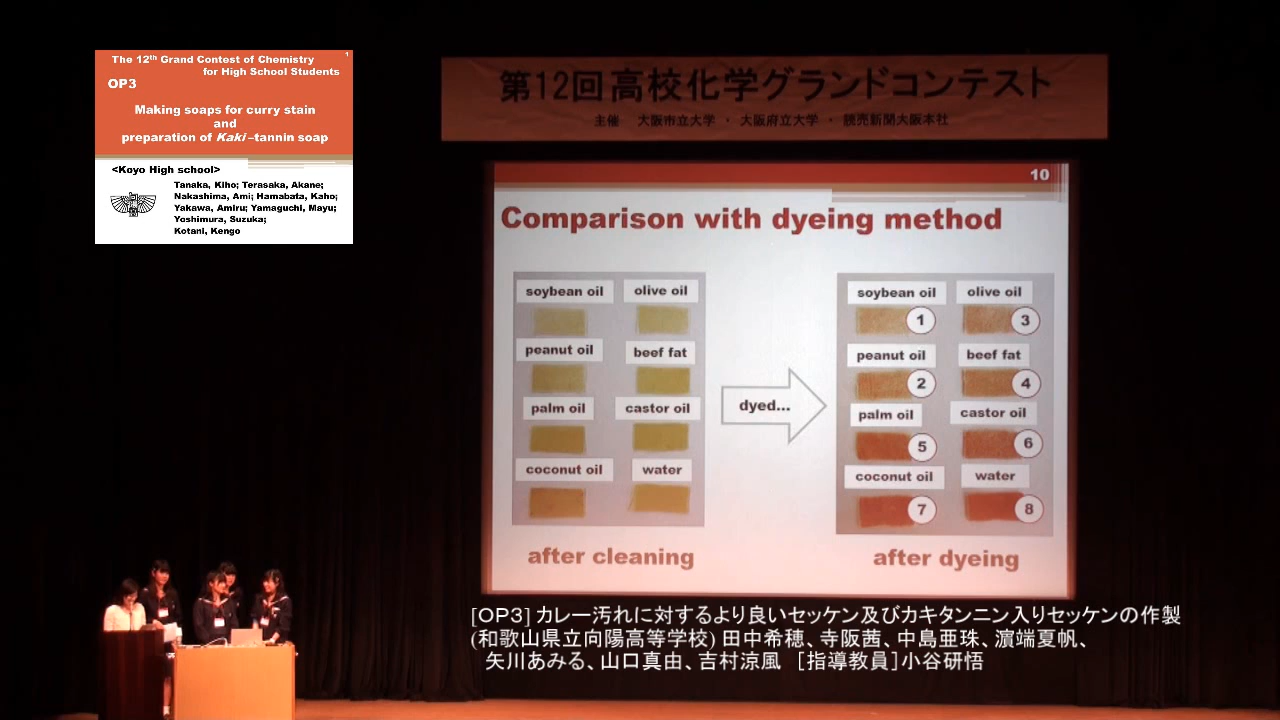 The 12th Grand Contest of Chemistry
for High School Students
1
OP3
Making soaps for curry stain
and
preparation of Kaki–tannin soap
<Koyo High school>
Tanaka, Kiho; Terasaka, Akane;
Nakashima, Ami; Hamabata, Kaho;
Yakawa, Amiru; Yamaguchi, Mayu;
Yoshimura, Suzuka;
Kotani, Kengo
第12回高校化学グランドコンテスト
主催 大阪市立大学 ・ 大阪府立大学 ・ 読売新聞大阪本社
10
Comparison with dyeing method
soybean oil
olive oil
peanut oil
beef fat
palm oil
castor oil
coconut oil
water
after cleaning
dyed...
soybean oil
olive oil
1
3
peanut oil
beef fat
2
4
palm oil
castor oil
5
6
coconut oil
water
7
8
after dyeing
[OP3] カレー汚れに対するより良いセッケン及びカキタンニン入りセッケンの作製
(和歌山県立向陽高等学校) 田中希穂、寺阪茜、中島亜珠、濵端夏帆、
矢川あみる、山口真由、吉村涼風 [指導教員]小谷研悟